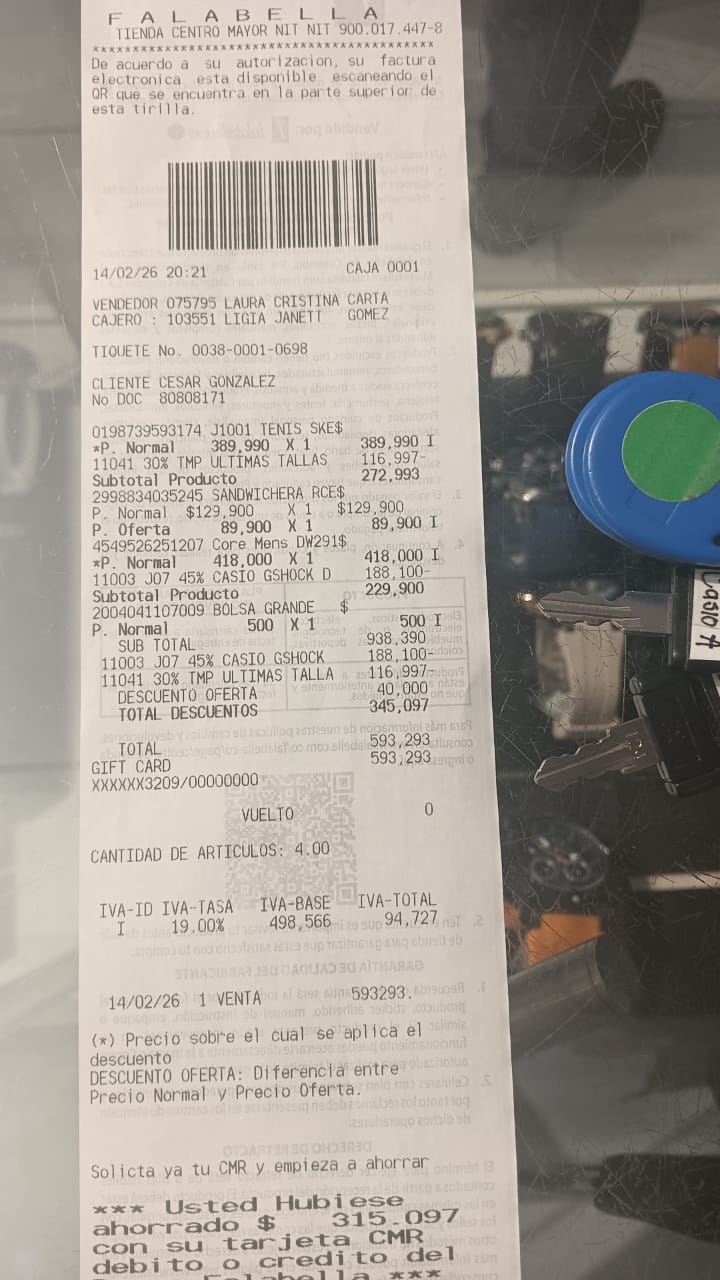 F A L A B E L L A
TIENDA CENTRO MAYOR NIT NIT 900.017.447-8
******************************************
De acuerdo a su autorizacion, su factura
electronica esta disponible escaneando el
QR que se encuentra en la parte superior de
esta tirilla.
14/02/26 20:21 CAJA 0001
VENDEDOR 075795 LAURA CRISTINA CARTA
CAJERO : 103551 LIGIA JANETT GOMEZ
TIQUETE No. 0038-0001-0698
CLIENTE CESAR GONZALEZ
No DOC 80808171
0198739593174 J1001 TENIS SKE$
*P. Normal 389,990 X 1 389,990 I
11041 30% TMP ULTIMAS TALLAS 116,997-
Subtotal Producto 272,993
2998834035245 SANDWICHERA RCE$
P. Normal $129,900 X 1 $129,900
P. Oferta 89,900 X 1 89,900 I
4549526251207 Core Mens DW291$
*P. Normal 418,000 X 1 418,000 I
11003 J07 45% CASIO GSHOCK D 188,100-
Subtotal Producto 229,900
2004041107009 BOLSA GRANDE $
P. Normal 500 X 1 500 I
SUB TOTAL 938,390
11003 J07 45% CASIO GSHOCK 188,100-
11041 30% TMP ULTIMAS TALLA 116,997-
DESCUENTO OFERTA 40,000
TOTAL DESCUENTOS 345,097
TOTAL 593,293
GIFT CARD 593,293
XXXXXX3209/00000000
VUELTO 0
CANTIDAD DE ARTICULOS: 4.00
IVA-ID IVA-TASA IVA-BASE IVA-TOTAL
I 19.00% 498,566 94,727
14/02/26 1 VENTA 593293.
(*) Precio sobre el cual se aplica el
descuento
DESCUENTO OFERTA: Diferencia entre
Precio Normal y Precio Oferta.
Solicta ya tu CMR y empieza a ahorrar
*** Usted Hubiese
ahorrado $ 315.097
con su tarjeta CMR
debito o credito del
***